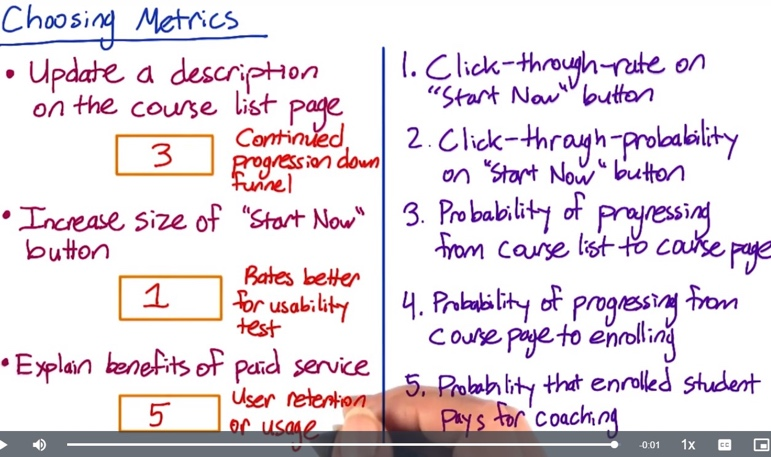 Choosing Metrics
• Update a description
on the course list page
3
Continued
progression down
funnel
• Increase size of "Start Now"
button
1
Rates better
for usability
test
• Explain benefits of paid service
5
User retention
or usage
1. Click-through-rate on
"Start Now" button
2. Click-through-probability
on "Start Now" button
3. Probability of progressing
from course list to course page
4. Probability of progressing from
course page to enrolling
5. Probability that enrolled student
pays for coaching
-0:01
1x
CC